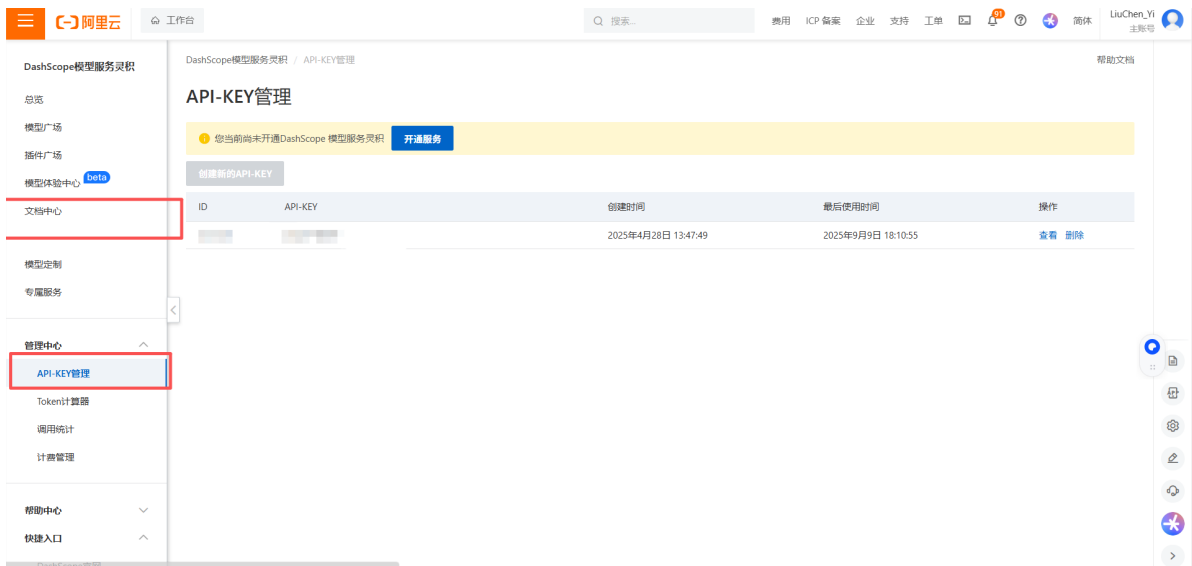 阿里云
工作台
搜索...
费用 ICP 备案 企业 支持 工单 91 简体
LiuChen_Yi
主账号
DashScope模型服务灵积
总览
模型广场
插件广场
模型体验中心 beta
文档中心
模型定制
专属服务
管理中心
API-KEY管理
Token计算器
调用统计
计费管理
帮助中心
快捷入口
DashScope模型服务灵积 / API-KEY管理
帮助文档
API-KEY管理
您当前尚未开通DashScope 模型服务灵积 开通服务
创建新的API-KEY
ID API-KEY 创建时间 最后使用时间 操作
2025年4月28日 13:47:49 2025年9月9日 18:10:55 查看 删除